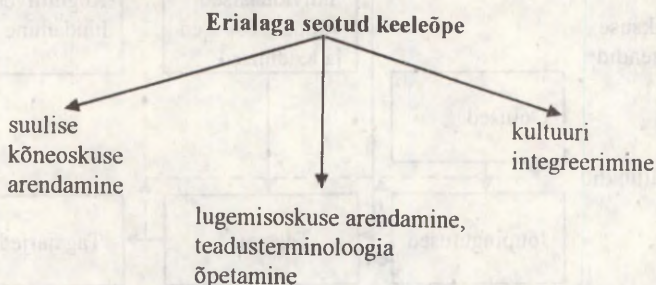 Erialaga seotud keeleõpe
suulise
kõneoskuse
arendamine
kultuuri
integreerimine
lugemisoskuse arendamine,
teadusterminoloogia
õpetamine